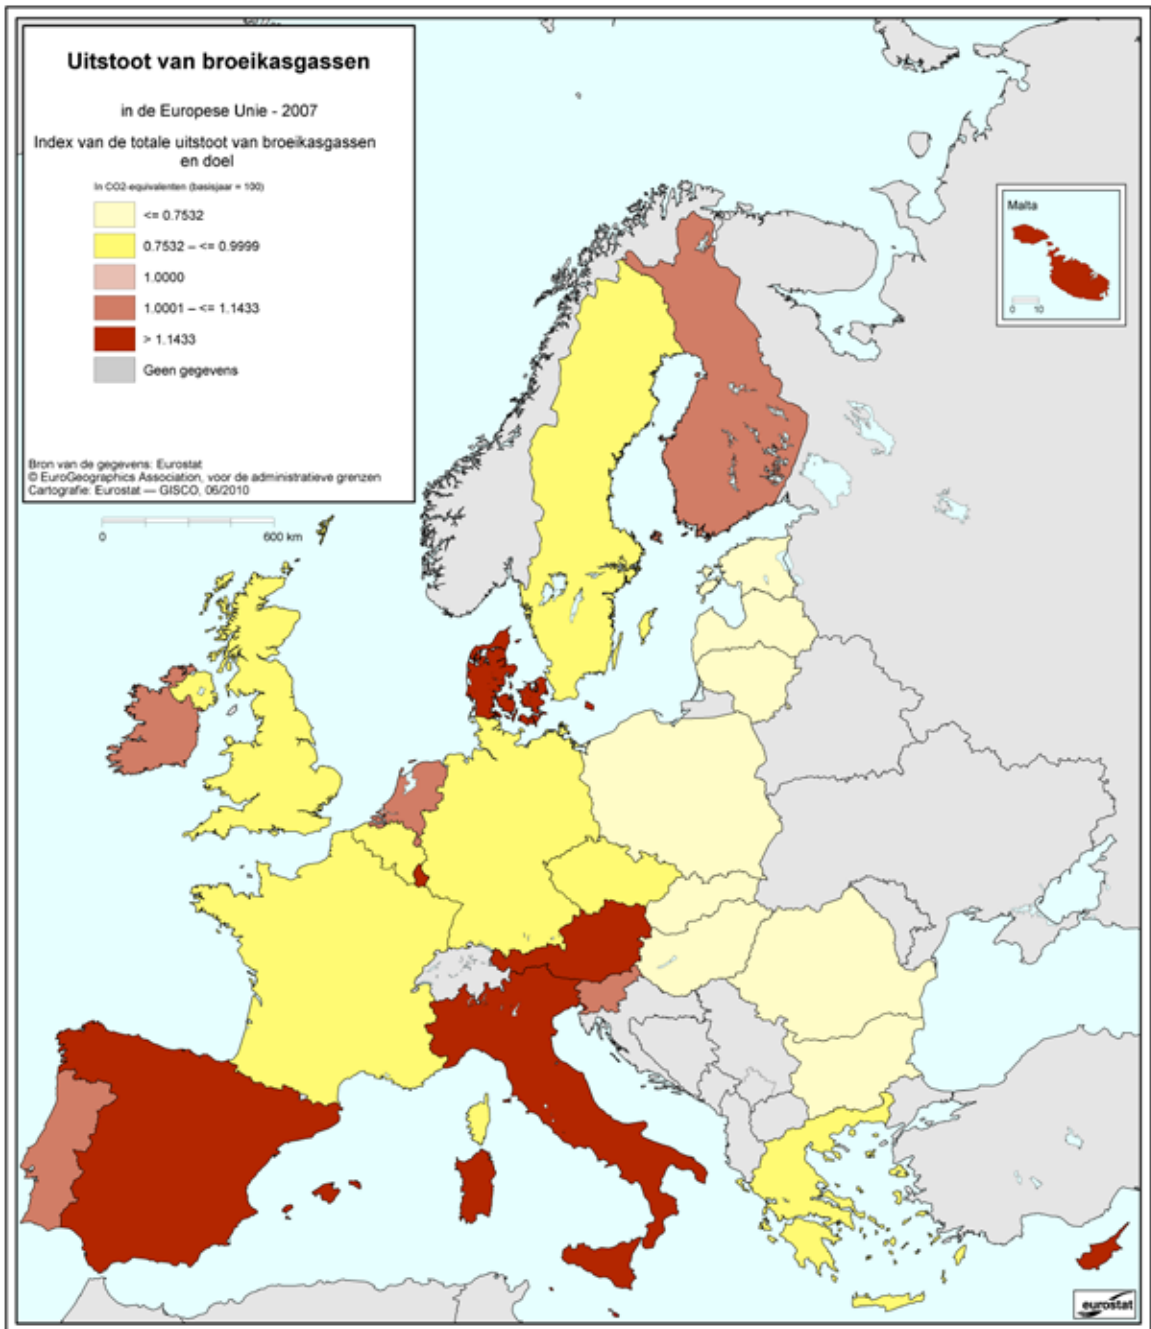 Uitstoot van broeikasgassen
in de Europese Unie - 2007
Index van de totale uitstoot van broeikasgassen
en doel
In CO2-equivalenten (basisjaar = 100)
<= 0.7532
0.7532 – <= 0.9999
1.0000
1.0001 – <= 1.1433
> 1.1433
Geen gegevens
Bron van de gegevens: Eurostat
© EuroGeographics Association, voor de administratieve grenzen
Cartografie: Eurostat — GISCO, 06/2010
0 600 km
Malta
0 10
eurostat